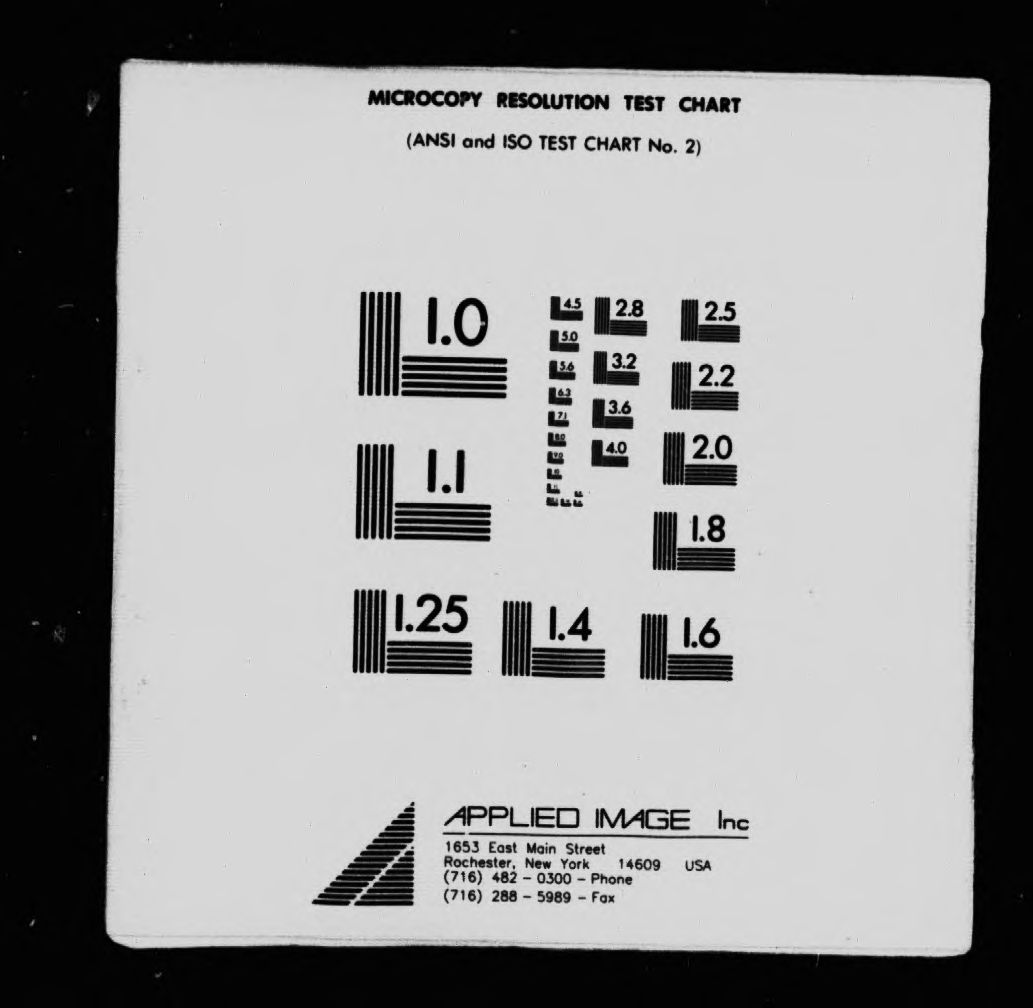 MICROCOPY RESOLUTION TEST CHART
(ANSI and ISO TEST CHART No. 2)
1.0
4.5
2.8
2.5
5.0
5.6
3.2
2.2
6.3
3.6
7.1
8.0
4.0
2.0
9.0
1.1
1.8
1.25
1.4
1.6
APPLIED IMAGE Inc
1653 East Main Street
Rochester, New York 14609 USA
(716) 482 - 0300 - Phone
(716) 288 - 5989 - Fax